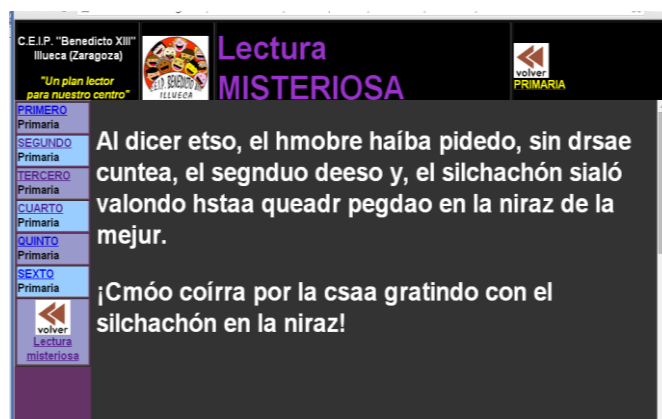 C.E.I.P. "Benedicto XIII"
Illueca (Zaragoza)
"Un plan lector
para nuestro centro"
C.E.I.P. BENEDICTO XIII
ILLUECA
Lectura
MISTERIOSA
volver
PRIMARIA
PRIMERO
Primaria
SEGUNDO
Primaria
TERCERO
Primaria
CUARTO
Primaria
QUINTO
Primaria
SEXTO
Primaria
volver
Lectura
misteriosa
Al dicer etso, el hmobre haíba pidedo, sin drsae
cuntea, el segnduo deeso y, el silchachón sialó
valondo hstaa queadr pegdao en la niraz de la
mejur.
¡Cmóo coírra por la csaa gratindo con el
silchachón en la niraz!